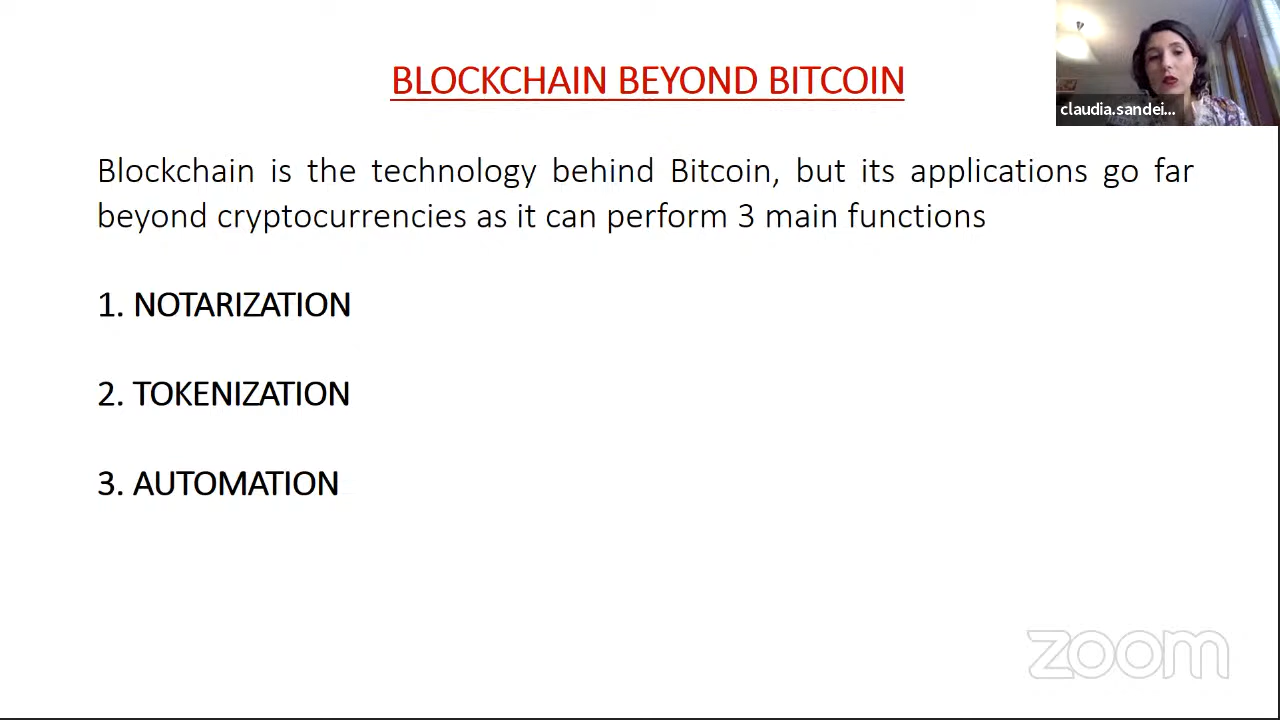 BLOCKCHAIN BEYOND BITCOIN
claudia.sandei...
Blockchain is the technology behind Bitcoin, but its applications go far
beyond cryptocurrencies as it can perform 3 main functions
1. NOTARIZATION
2. TOKENIZATION
3. AUTOMATION
zoom